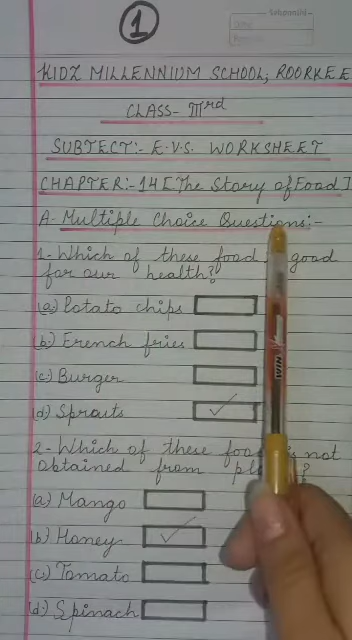 1
KIDZ MILLENNIUM SCHOOL, ROORKEE
CLASS- IIIrd
SUBJECT:- E.V.S. WORKSHEET
CHAPTER:-14[The Story of Food]
A- Multiple Choice Questions:-
1- Which of these food good
for our health?
(a) Potato chips
(b) French fries
(c) Burger
(d) Sprouts ✓
2- Which of these food is not
obtained from
(a) Mango
(b) Honey ✓
(c) Tomato
(d) Spinach